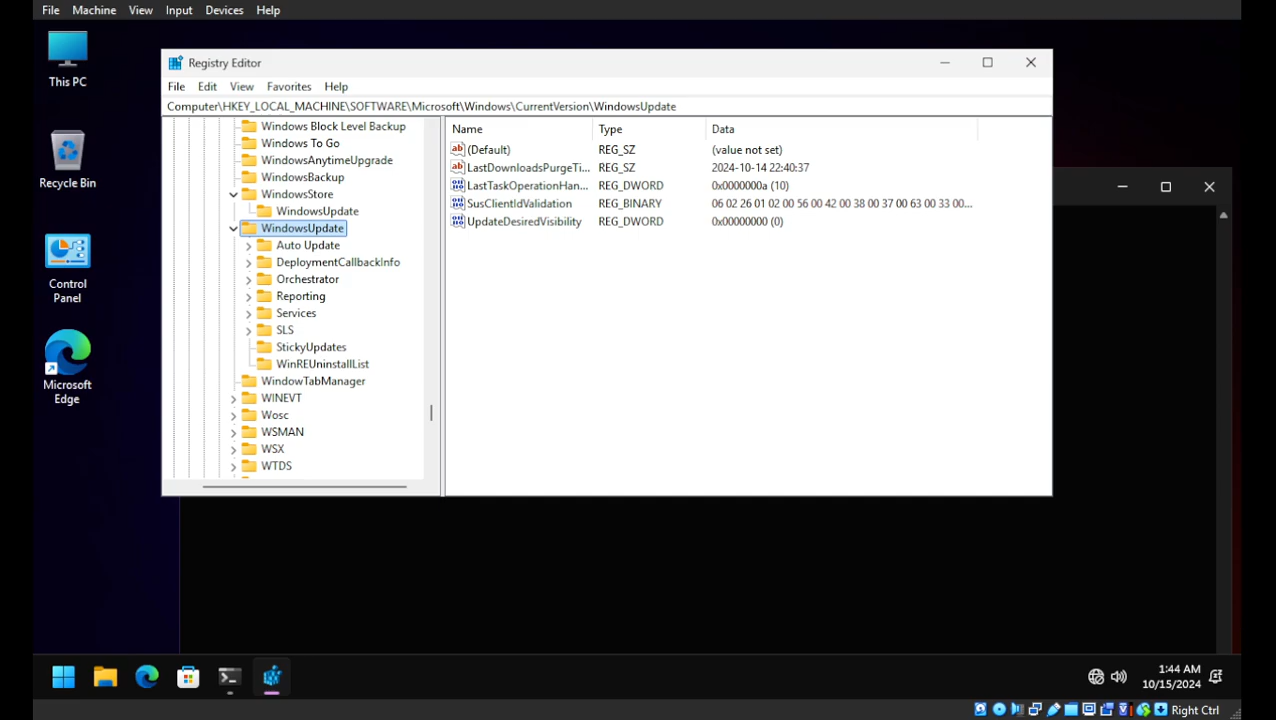 File Machine View Input Devices Help
This PC
Recycle Bin
Control
Panel
Microsoft
Edge
Registry Editor
File Edit View Favorites Help
Computer\HKEY_LOCAL_MACHINE\SOFTWARE\Microsoft\Windows\CurrentVersion\WindowsUpdate
Windows Block Level Backup
Windows To Go
WindowsAnytimeUpgrade
WindowsBackup
WindowsStore
WindowsUpdate
WindowsUpdate
Auto Update
DeploymentCallbackInfo
Orchestrator
Reporting
Services
SLS
StickyUpdates
WinREUninstallList
WindowTabManager
WINEVT
Wosc
WSMAN
WSX
WTDS
Name Type Data
(Default) REG_SZ (value not set)
LastDownloadsPurgeTi... REG_SZ 2024-10-14 22:40:37
LastTaskOperationHan... REG_DWORD 0x0000000a (10)
SusClientIdValidation REG_BINARY 06 02 26 01 02 00 56 00 42 00 38 00 37 00 63 00 33 00...
UpdateDesiredVisibility REG_DWORD 0x00000000 (0)
1:44 AM
10/15/2024
Right Ctrl